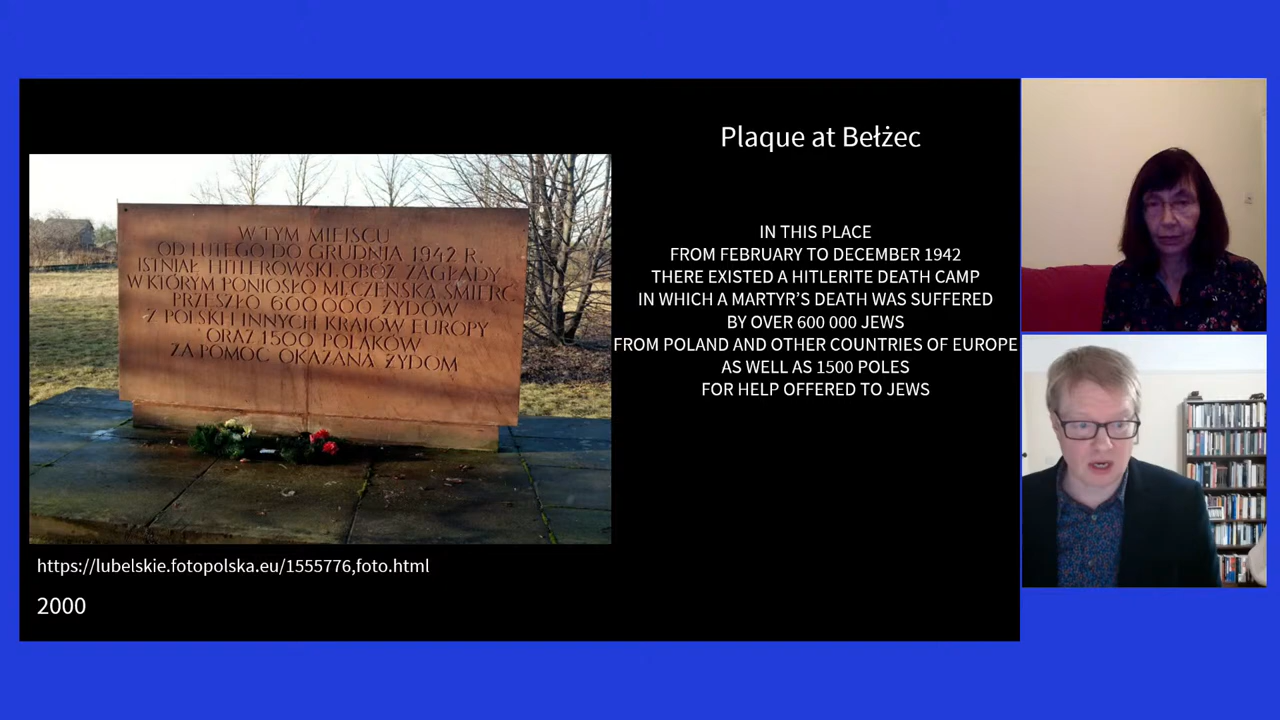 Plaque at Bełżec
W TYM MIEJSCU
OD LUTEGO DO GRUDNIA 1942 R.
ISTNIAŁ HITLEROWSKI OBÓZ ZAGŁADY
W KTÓRYM PONIOSŁO MĘCZEŃSKĄ ŚMIERĆ
PRZESZŁO 600000 ŻYDÓW
Z POLSKI I INNYCH KRAJÓW EUROPY
ORAZ 1500 POLAKÓW
ZA POMOC OKAZANĄ ŻYDOM
IN THIS PLACE
FROM FEBRUARY TO DECEMBER 1942
THERE EXISTED A HITLERITE DEATH CAMP
IN WHICH A MARTYR’S DEATH WAS SUFFERED
BY OVER 600 000 JEWS
FROM POLAND AND OTHER COUNTRIES OF EUROPE
AS WELL AS 1500 POLES
FOR HELP OFFERED TO JEWS
https://lubelskie.fotopolska.eu/1555776,foto.html
2000